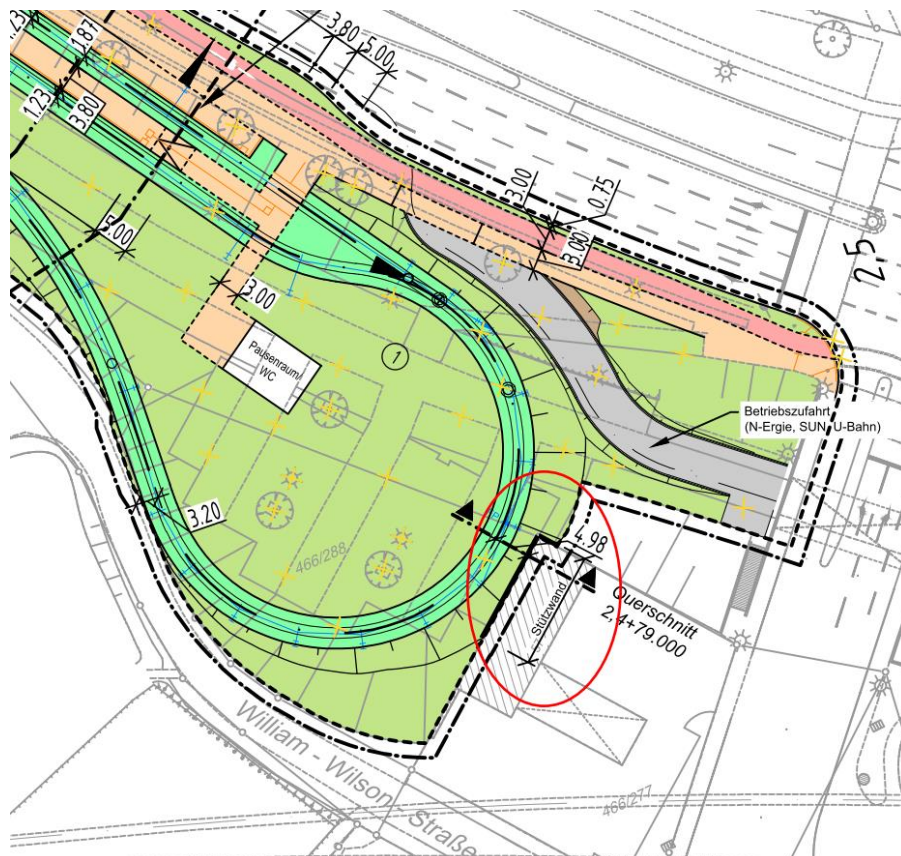 1.23
1.87
3.80
5.00
1.23
3.80
3.00
0.75
3.00
2.5
5.00
3.00
Pausenraum/
WC
1
Betriebszufahrt
(N-Ergie, SUN, U-Bahn)
3.20
466/288
4.98
Stützwand
Querschnitt
2,4+79.000
William - Wilson -
Straße
466/277